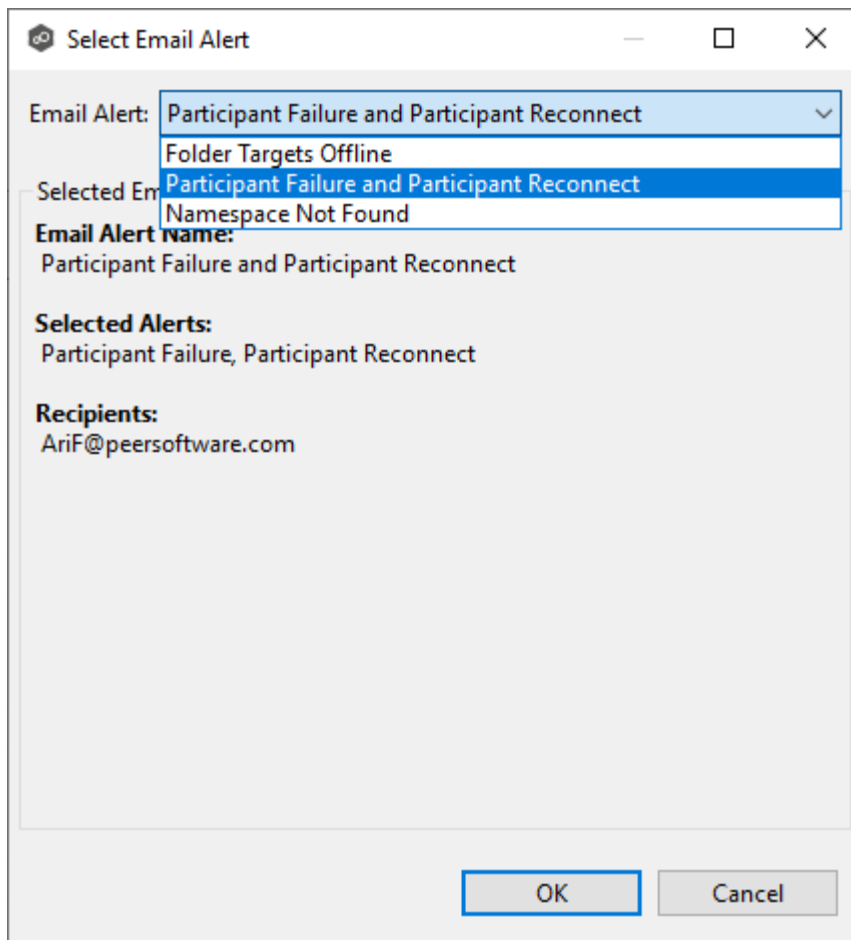 Select Email Alert
Email Alert: Participant Failure and Participant Reconnect
Folder Targets Offline
Participant Failure and Participant Reconnect
Namespace Not Found
Selected Em
Email Alert Name:
Participant Failure and Participant Reconnect
Selected Alerts:
Participant Failure, Participant Reconnect
Recipients:
AriF@peersoftware.com
OK Cancel